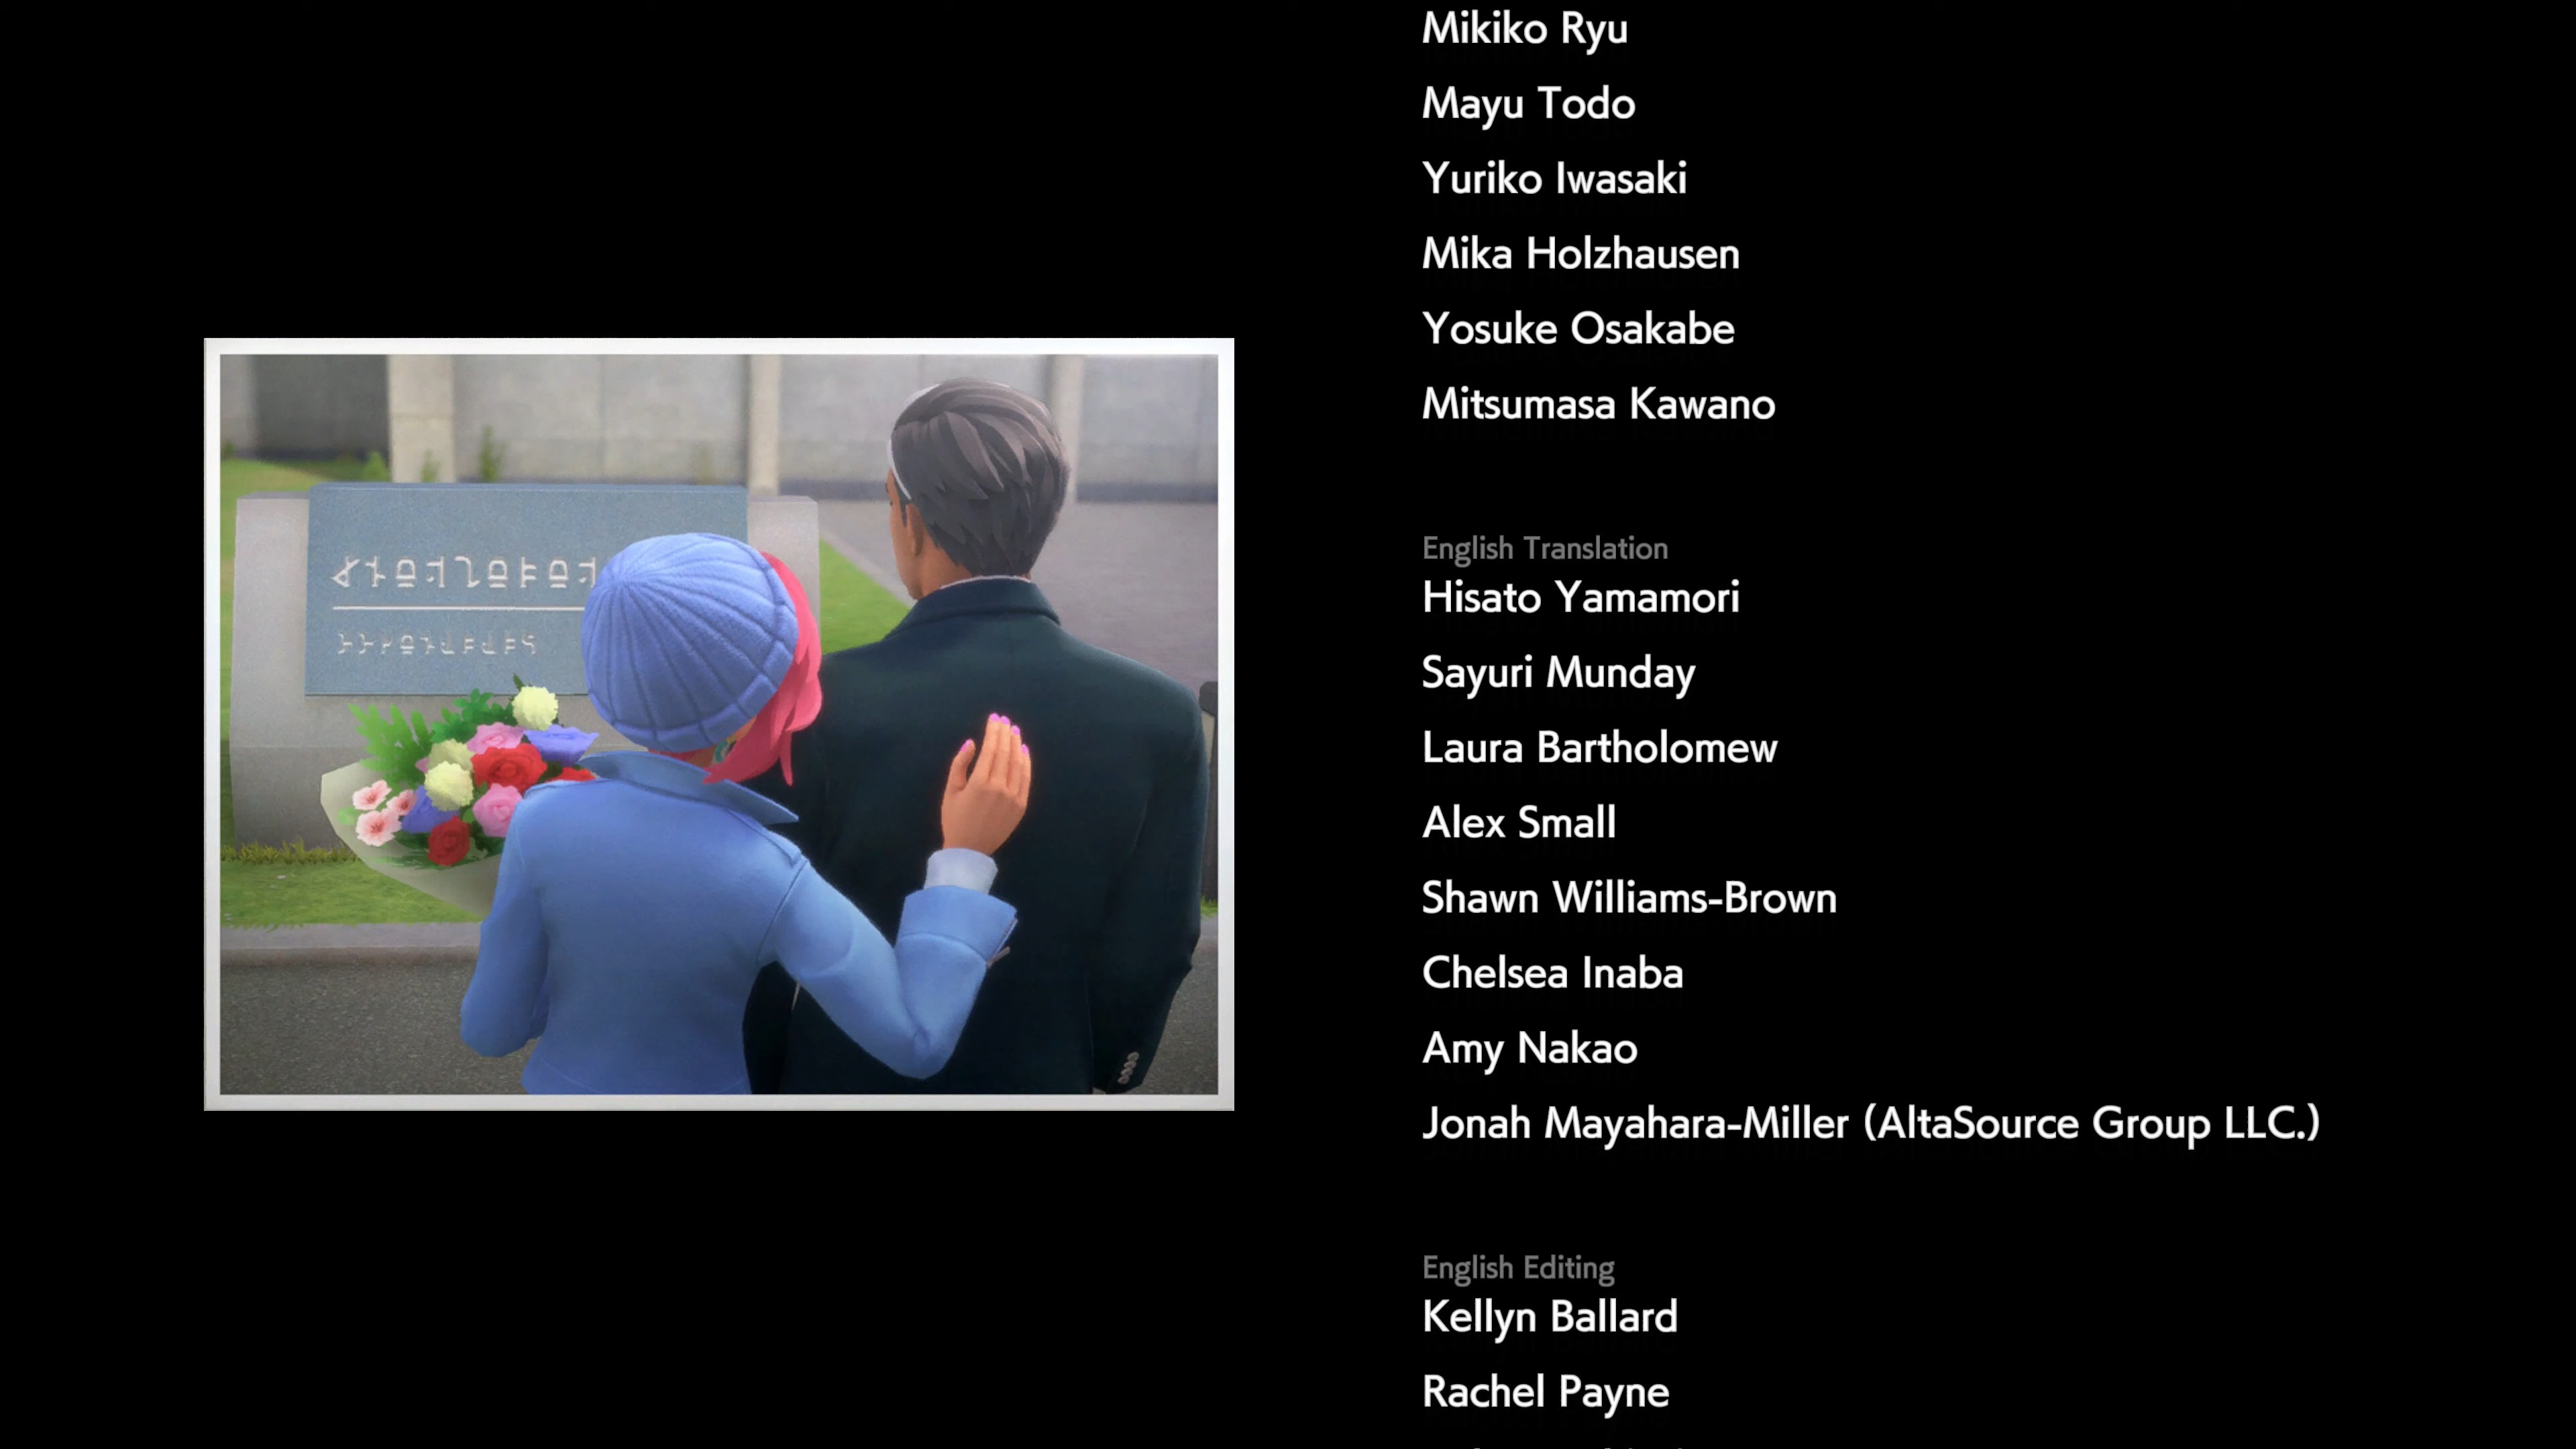 Mikiko Ryu
Mayu Todo
Yuriko Iwasaki
Mika Holzhausen
Yosuke Osakabe
Mitsumasa Kawano
English Translation
Hisato Yamamori
Sayuri Munday
Laura Bartholomew
Alex Small
Shawn Williams-Brown
Chelsea Inaba
Amy Nakao
Jonah Mayahara-Miller (AltaSource Group LLC.)
English Editing
Kellyn Ballard
Rachel Payne